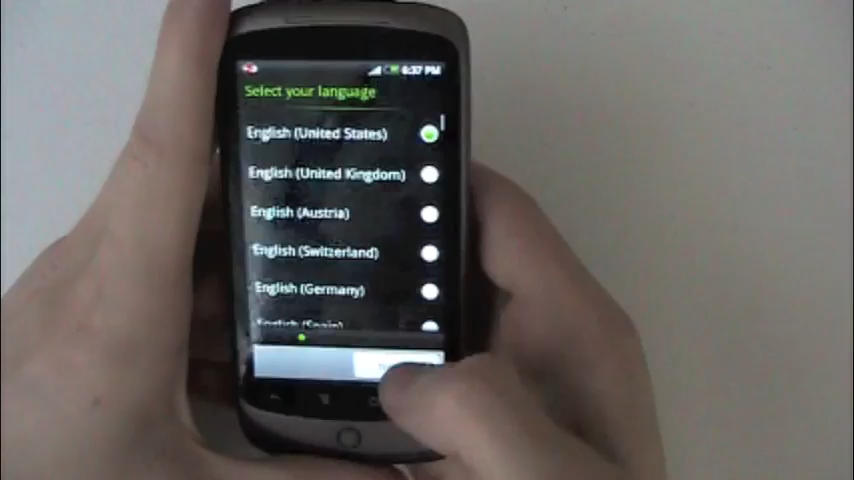 6:37 PM
Select your language
English (United States)
English (United Kingdom)
English (Austria)
English (Switzerland)
English (Germany)
English (Spain)